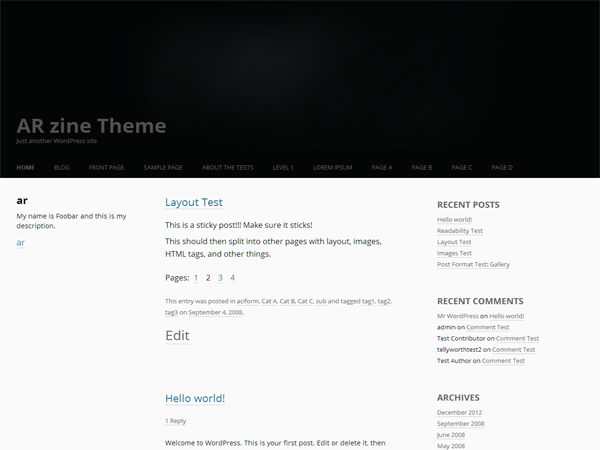 AR zine Theme
Just another WordPress site
HOME BLOG FRONT PAGE SAMPLE PAGE ABOUT THE TESTS LEVEL 1 LOREM IPSUM PAGE A PAGE B PAGE C PAGE D
ar
My name is Foobar and this is my
description.
ar
Layout Test
This is a sticky post!!! Make sure it sticks!
This should then split into other pages with layout, images,
HTML tags, and other things.
Pages: 1 2 3 4
This entry was posted in aciform, Cat A, Cat B, Cat C, sub and tagged tag1, tag2,
tag3 on September 4, 2008.
Edit
Hello world!
1 Reply
Welcome to WordPress. This is your first post. Edit or delete it, then
RECENT POSTS
Hello world!
Readability Test
Layout Test
Images Test
Post Format Test: Gallery
RECENT COMMENTS
Mr WordPress on Hello world!
admin on Comment Test
Test Contributor on Comment Test
tellyworthtest2 on Comment Test
Test Author on Comment Test
ARCHIVES
December 2012
September 2008
June 2008
May 2008